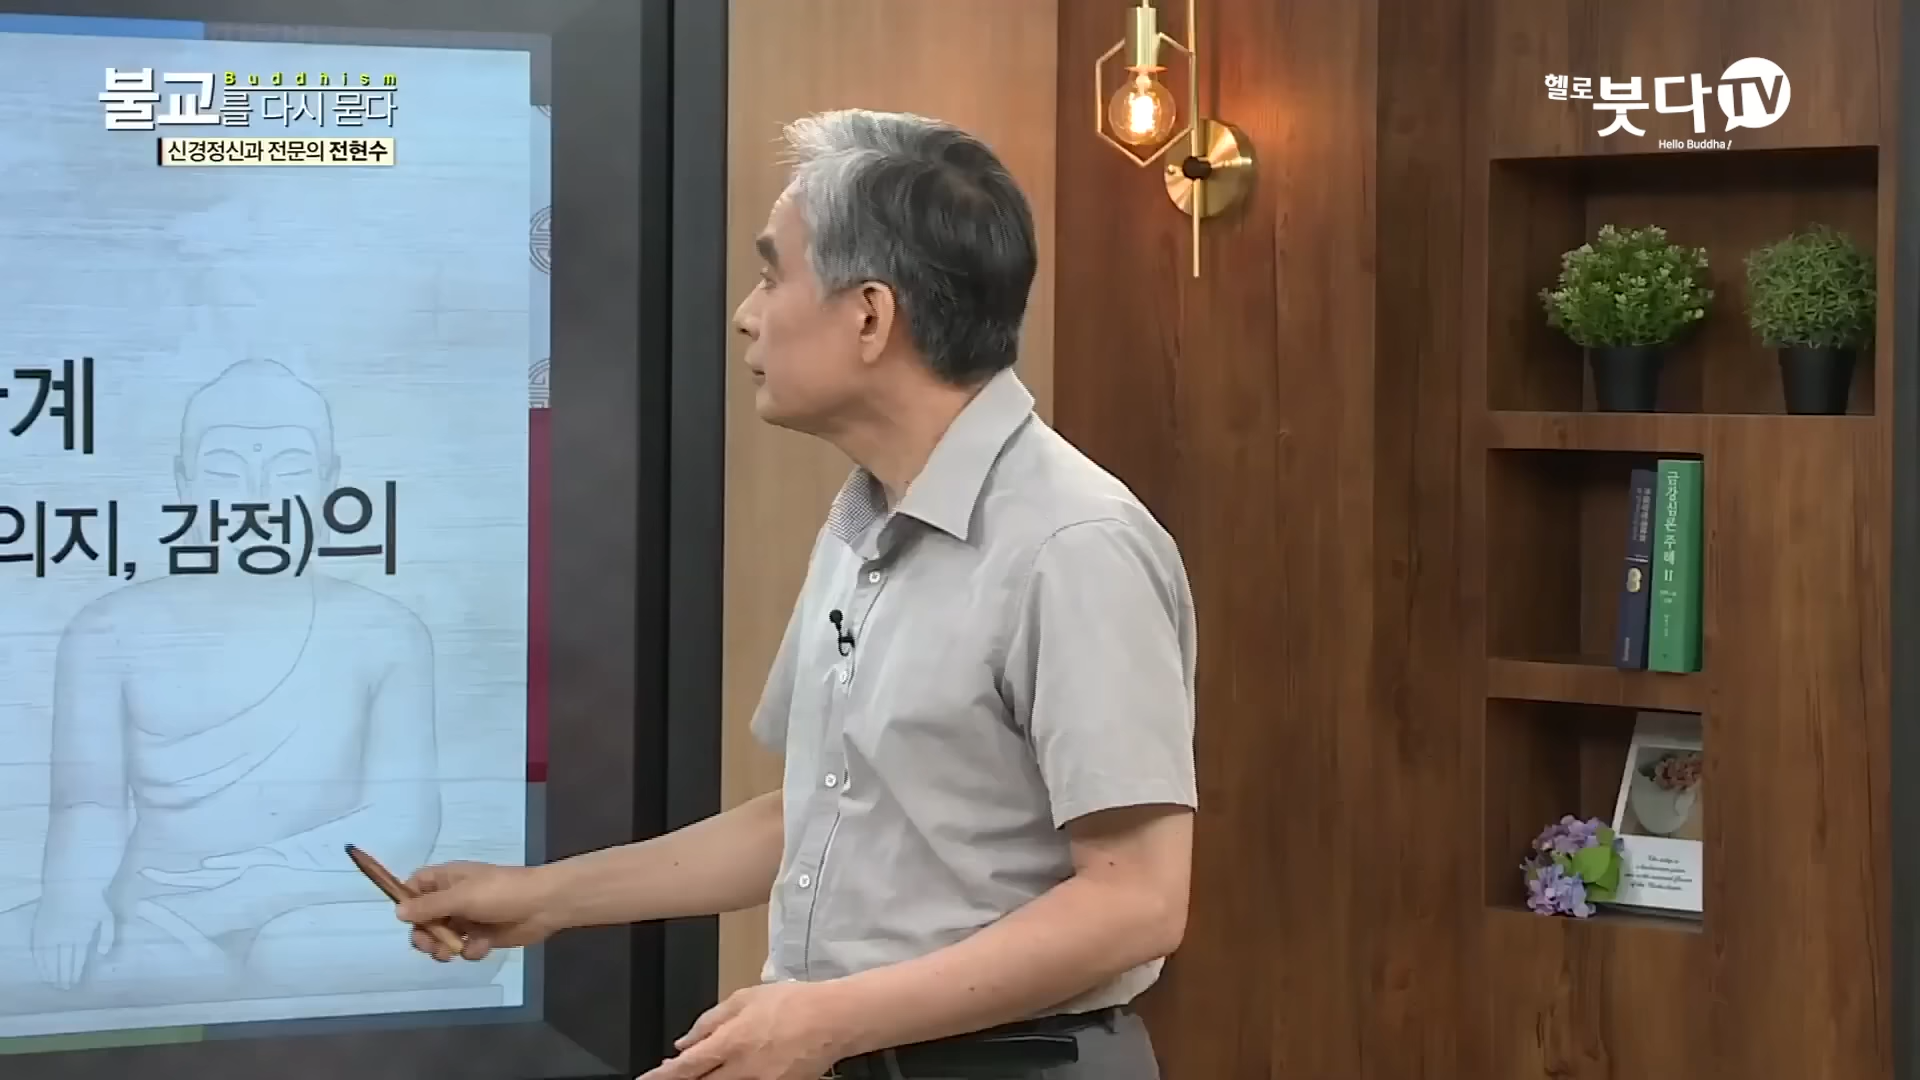 Buddhism
불교를 다시 묻다
신경정신과 전문의 전현수
헬로 붓다 TV
Hello Buddha!
계
의지, 감정)의
금강심론 주해 II
8